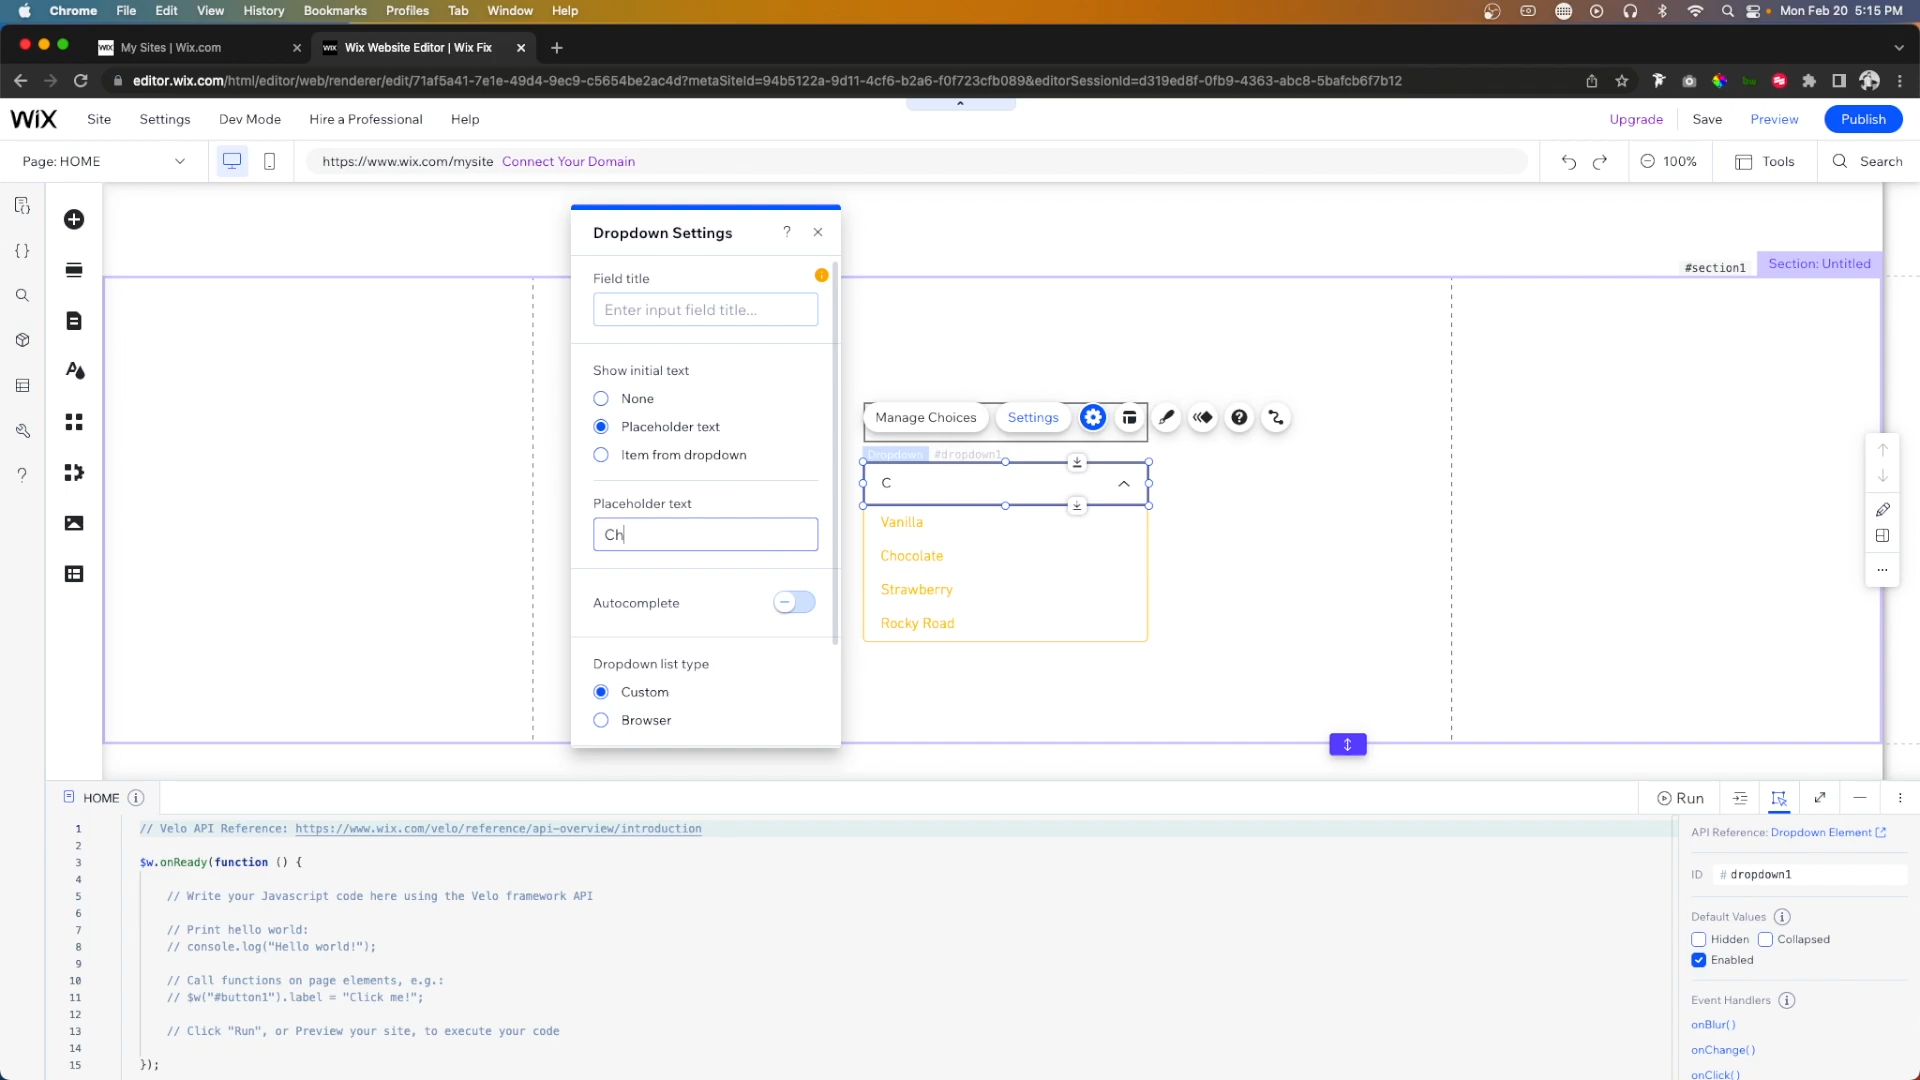 Chrome File Edit View History Bookmarks Profiles Tab Window Help Mon Feb 20 5:15 PM
WiX My Sites | Wix.com WiX Wix Website Editor | Wix Fix
editor.wix.com/html/editor/web/renderer/edit/71af5a41-7e1e-49d4-9ec9-c5654be2ac4d?metaSiteId=94b5122a-9d11-4cf6-b2a6-f0f723cfb089&editorSessionId=d319ed8f-0fb9-4363-abc8-5bafcb6f7b12
WiX Site Settings Dev Mode Hire a Professional Help Upgrade Save Preview Publish
Page: HOME https://www.wix.com/mysite Connect Your Domain 100% Tools Search
#section1 Section: Untitled
Dropdown Settings ?
Field title
Enter input field title...
Show initial text
None
Placeholder text
Item from dropdown
Placeholder text
Ch
Autocomplete
Dropdown list type
Custom
Browser
Manage Choices Settings
Dropdown #dropdown1
C
Vanilla
Chocolate
Strawberry
Rocky Road
HOME Run
1 // Velo API Reference: https://www.wix.com/velo/reference/api-overview/introduction
2
3 $w.onReady(function () {
4
5 // Write your Javascript code here using the Velo framework API
6
7 // Print hello world:
8 // console.log("Hello world!");
9
10 // Call functions on page elements, e.g.:
11 // $w("#button1").label = "Click me!";
12
13 // Click "Run", or Preview your site, to execute your code
14
15 });
API Reference: Dropdown Element
ID # dropdown1
Default Values
Hidden Collapsed
Enabled
Event Handlers
onBlur()
onChange()
onClick()